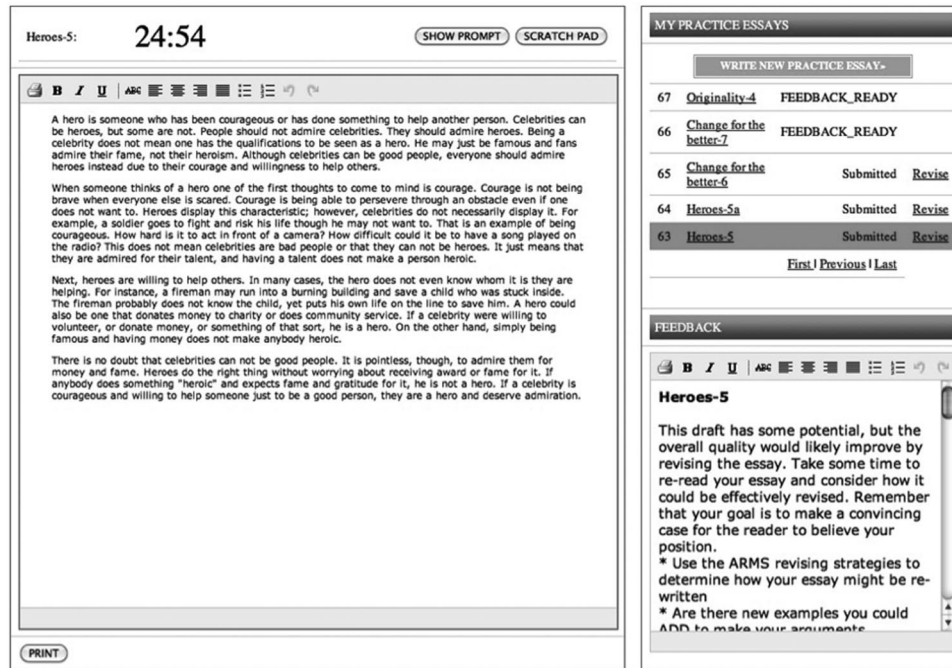 Heroes-5:
24:54
SHOW PROMPT
SCRATCH PAD
B I U ABC
A hero is someone who has been courageous or has done something to help another person. Celebrities can
be heroes, but some are not. People should not admire celebrities. They should admire heroes. Being a
celebrity does not mean one has the qualifications to be seen as a hero. He may just be famous and fans
admire their fame, not their heroism. Although celebrities can be good people, everyone should admire
heroes instead due to their courage and willingness to help others.
When someone thinks of a hero one of the first thoughts to come to mind is courage. Courage is not being
brave when everyone else is scared. Courage is being able to persevere through an obstacle even if one
does not want to. Heroes display this characteristic; however, celebrities do not necessarily display it. For
example, a soldier goes to fight and risk his life though he may not want to. That is an example of being
courageous. How hard is it to act in front of a camera? How difficult could it be to have a song played on
the radio? This does not mean celebrities are bad people or that they can not be heroes. It just means that
they are admired for their talent, and having a talent does not make a person heroic.
Next, heroes are willing to help others. In many cases, the hero does not even know whom it is they are
helping. For instance, a fireman may run into a burning building and save a child who was stuck inside.
The fireman probably does not know the child, yet puts his own life on the line to save him. A hero could
also be one that donates money to charity or does community service. If a celebrity were willing to
volunteer, or donate money, or something of that sort, he is a hero. On the other hand, simply being
famous and having money does not make anybody heroic.
There is no doubt that celebrities can not be good people. It is pointless, though, to admire them for
money and fame. Heroes do the right thing without worrying about receiving award or fame for it. If
anybody does something "heroic" and expects fame and gratitude for it, he is not a hero. If a celebrity is
courageous and willing to help someone just to be a good person, they are a hero and deserve admiration.
PRINT
MY PRACTICE ESSAYS
WRITE NEW PRACTICE ESSAY»
67 Originality-4 FEEDBACK_READY
66 Change for the better-7 FEEDBACK_READY
65 Change for the better-6 Submitted Revise
64 Heroes-5a Submitted Revise
63 Heroes-5 Submitted Revise
First | Previous | Last
FEEDBACK
B I U ABC
Heroes-5
This draft has some potential, but the
overall quality would likely improve by
revising the essay. Take some time to
re-read your essay and consider how it
could be effectively revised. Remember
that your goal is to make a convincing
case for the reader to believe your
position.
* Use the ARMS revising strategies to
determine how your essay might be re-
written
* Are there new examples you could
ADD to make your arguments